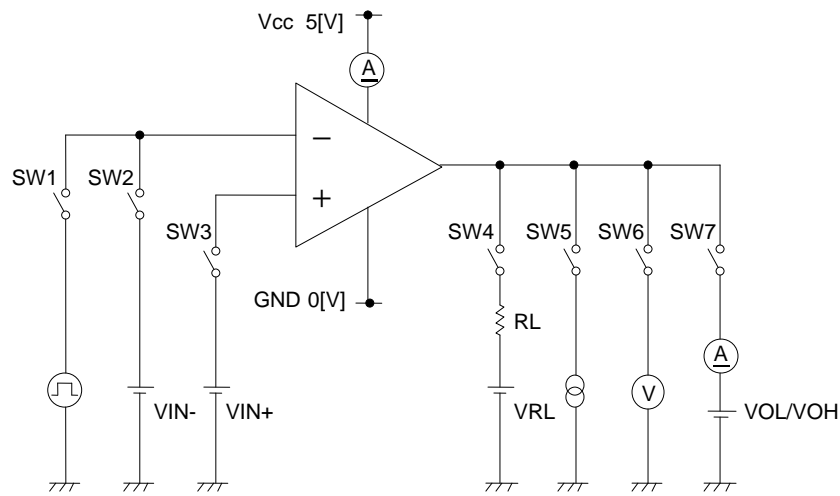 Vcc 5[V]
A
−
+
SW1
SW2
SW3
SW4
SW5
SW6
SW7
GND 0[V]
RL
A
VIN-
VIN+
VRL
V
VOL/VOH